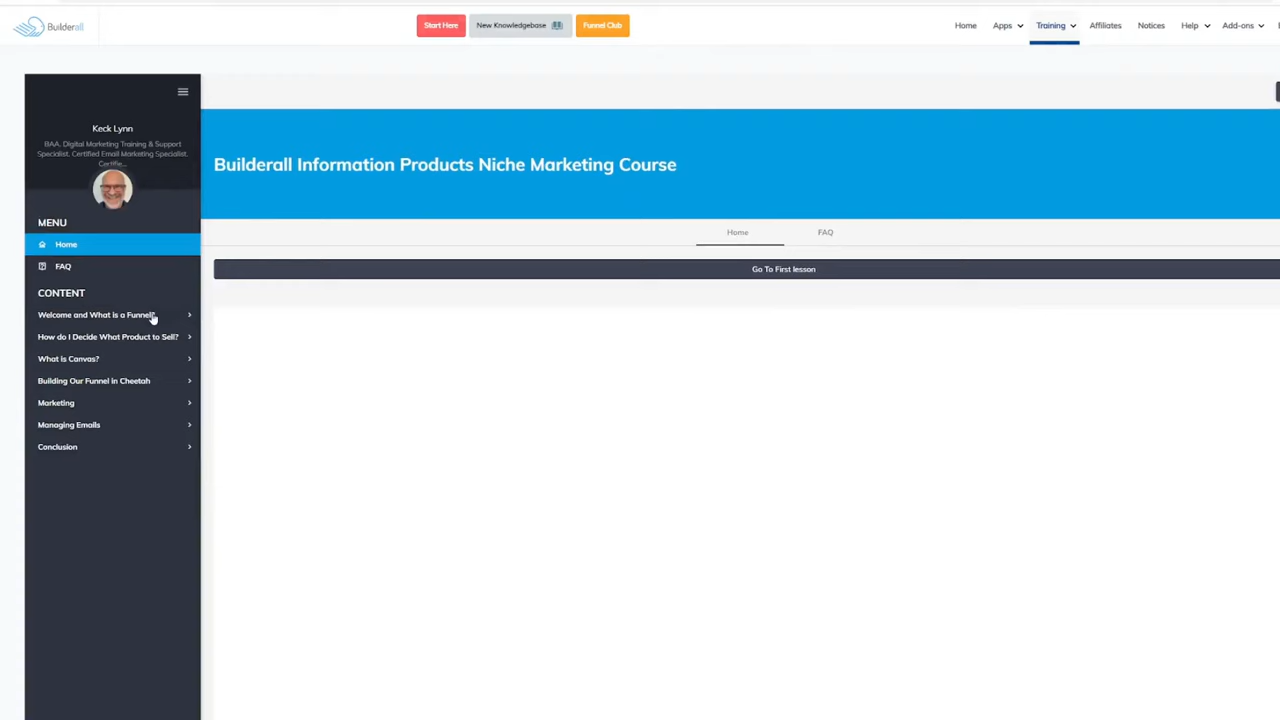 Builderall
Start Here
New Knowledgebase
Funnel Club
Home
Apps
Training
Affiliates
Notices
Help
Add-ons
Keck Lynn
BAA, Digital Marketing Training & Support
Specialist, Certified Email Marketing Specialist,
Certifie...
MENU
Home
FAQ
CONTENT
Welcome and What is a Funnel?
How do I Decide What Product to Sell?
What is Canvas?
Building Our Funnel in Cheetah
Marketing
Managing Emails
Conclusion
Builderall Information Products Niche Marketing Course
Home
FAQ
Go To First lesson